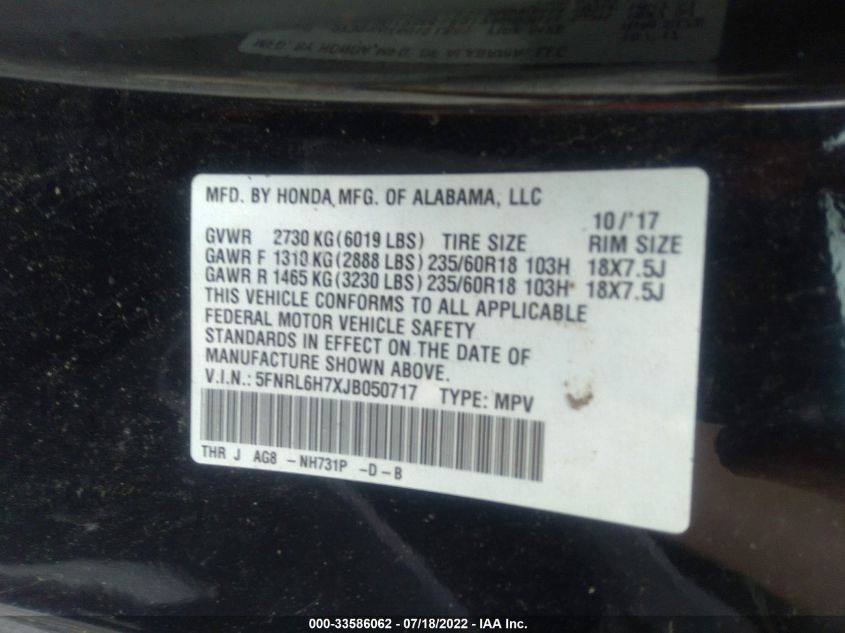 MFD. BY HONDA MFG. OF ALABAMA, LLC
10/'17
GVWR 2730 KG (6019 LBS) TIRE SIZE RIM SIZE
GAWR F 1310 KG (2888 LBS) 235/60R18 103H 18X7.5J
GAWR R 1465 KG (3230 LBS) 235/60R18 103H 18X7.5J
THIS VEHICLE CONFORMS TO ALL APPLICABLE
FEDERAL MOTOR VEHICLE SAFETY
STANDARDS IN EFFECT ON THE DATE OF
MANUFACTURE SHOWN ABOVE.
V.I.N.: 5FNRL6H7XJB050717 TYPE: MPV
THR J AG8 -NH731P -D-B
000-33586062 - 07/18/2022 - IAA Inc.